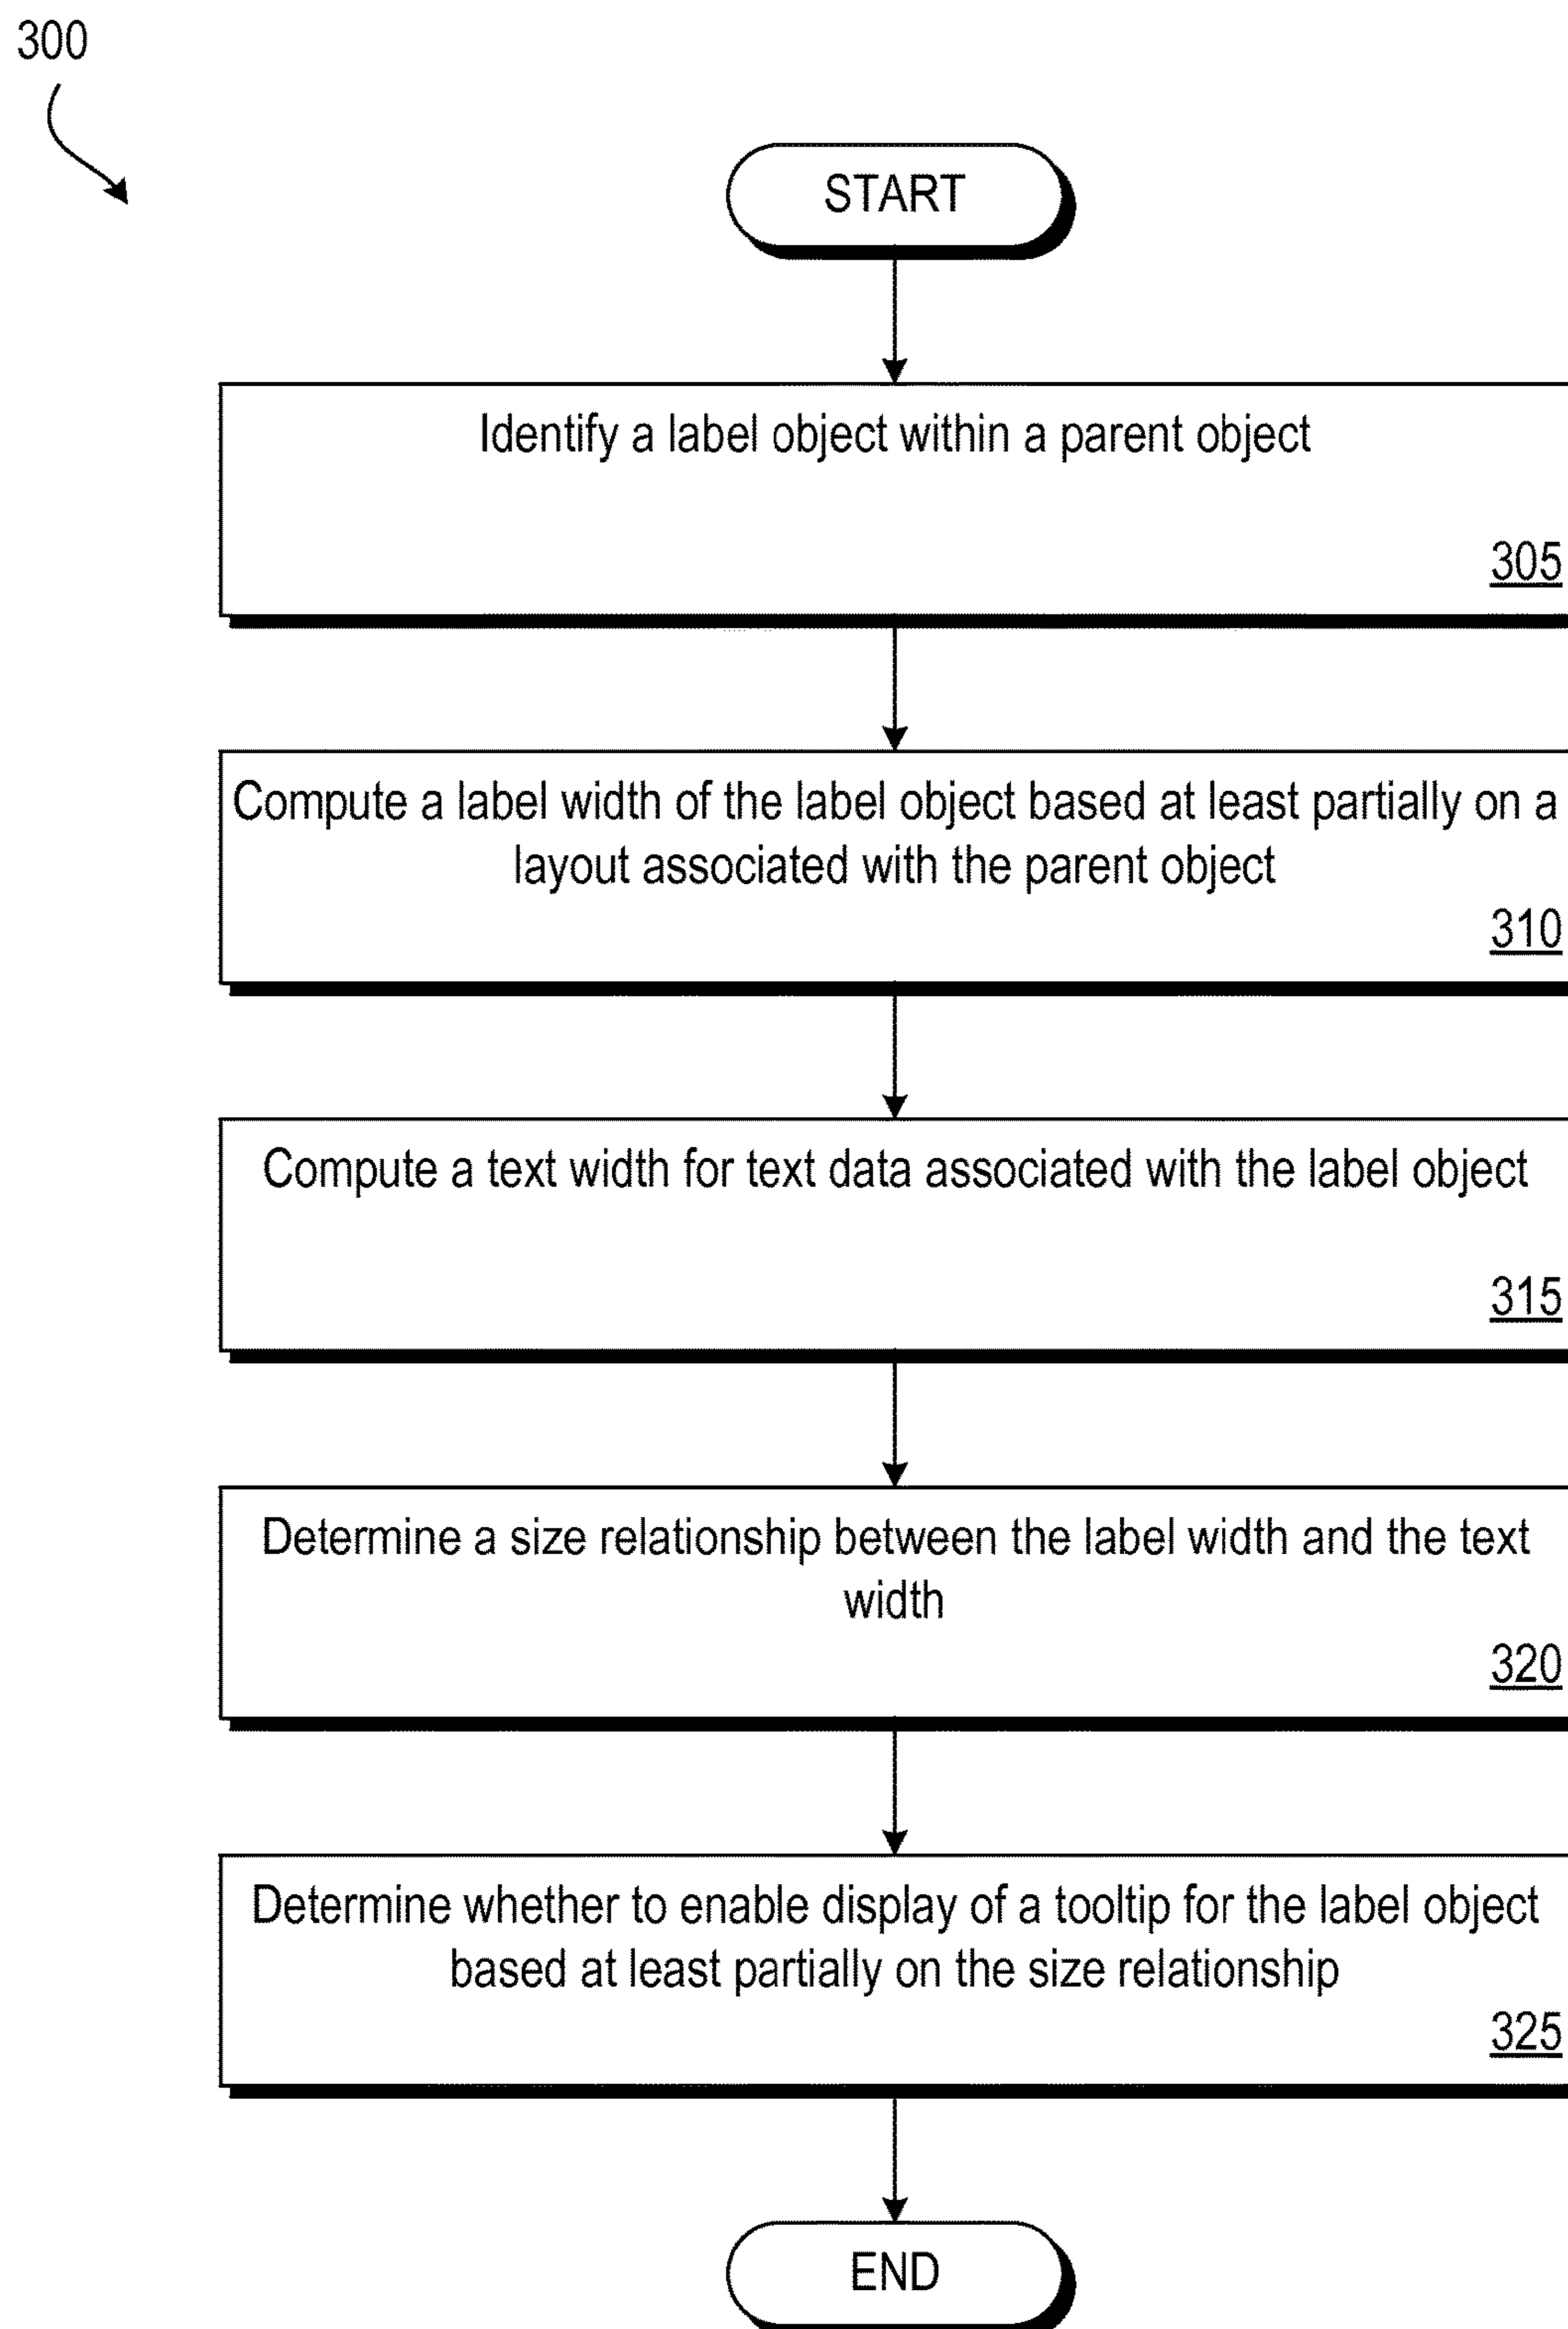 300
START
Identify a label object within a parent object
305
Compute a label width of the label object based at least partially on a
layout associated with the parent object
310
Compute a text width for text data associated with the label object
315
Determine a size relationship between the label width and the text
width
320
Determine whether to enable display of a tooltip for the label object
based at least partially on the size relationship
325
END